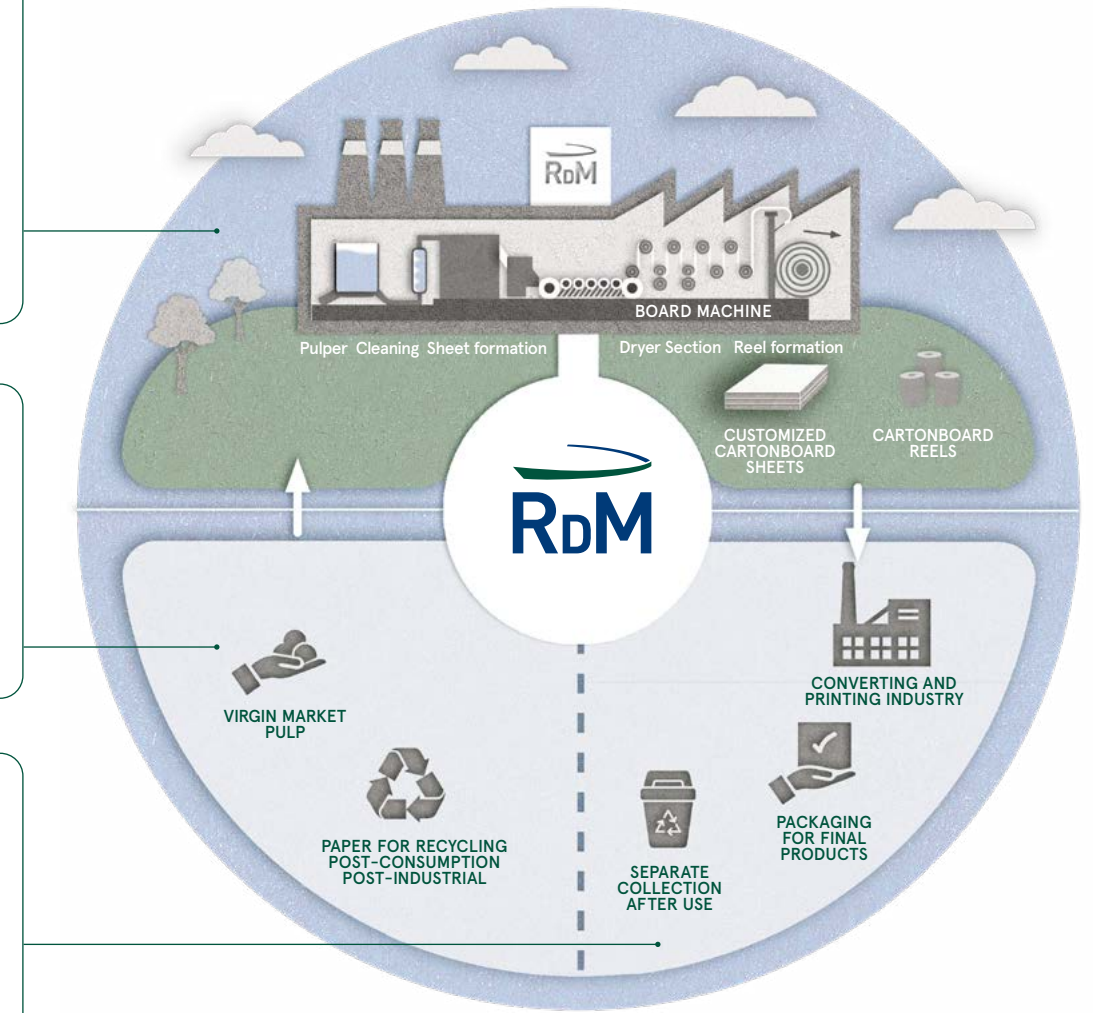 RDM
BOARD MACHINE
Pulper Cleaning Sheet formation Dryer Section Reel formation
CUSTOMIZED
CARTONBOARD
SHEETS
CARTONBOARD
REELS
RDM
VIRGIN MARKET
PULP
PAPER FOR RECYCLING
POST-CONSUMPTION
POST-INDUSTRIAL
CONVERTING AND
PRINTING INDUSTRY
PACKAGING
FOR FINAL
PRODUCTS
SEPARATE
COLLECTION
AFTER USE